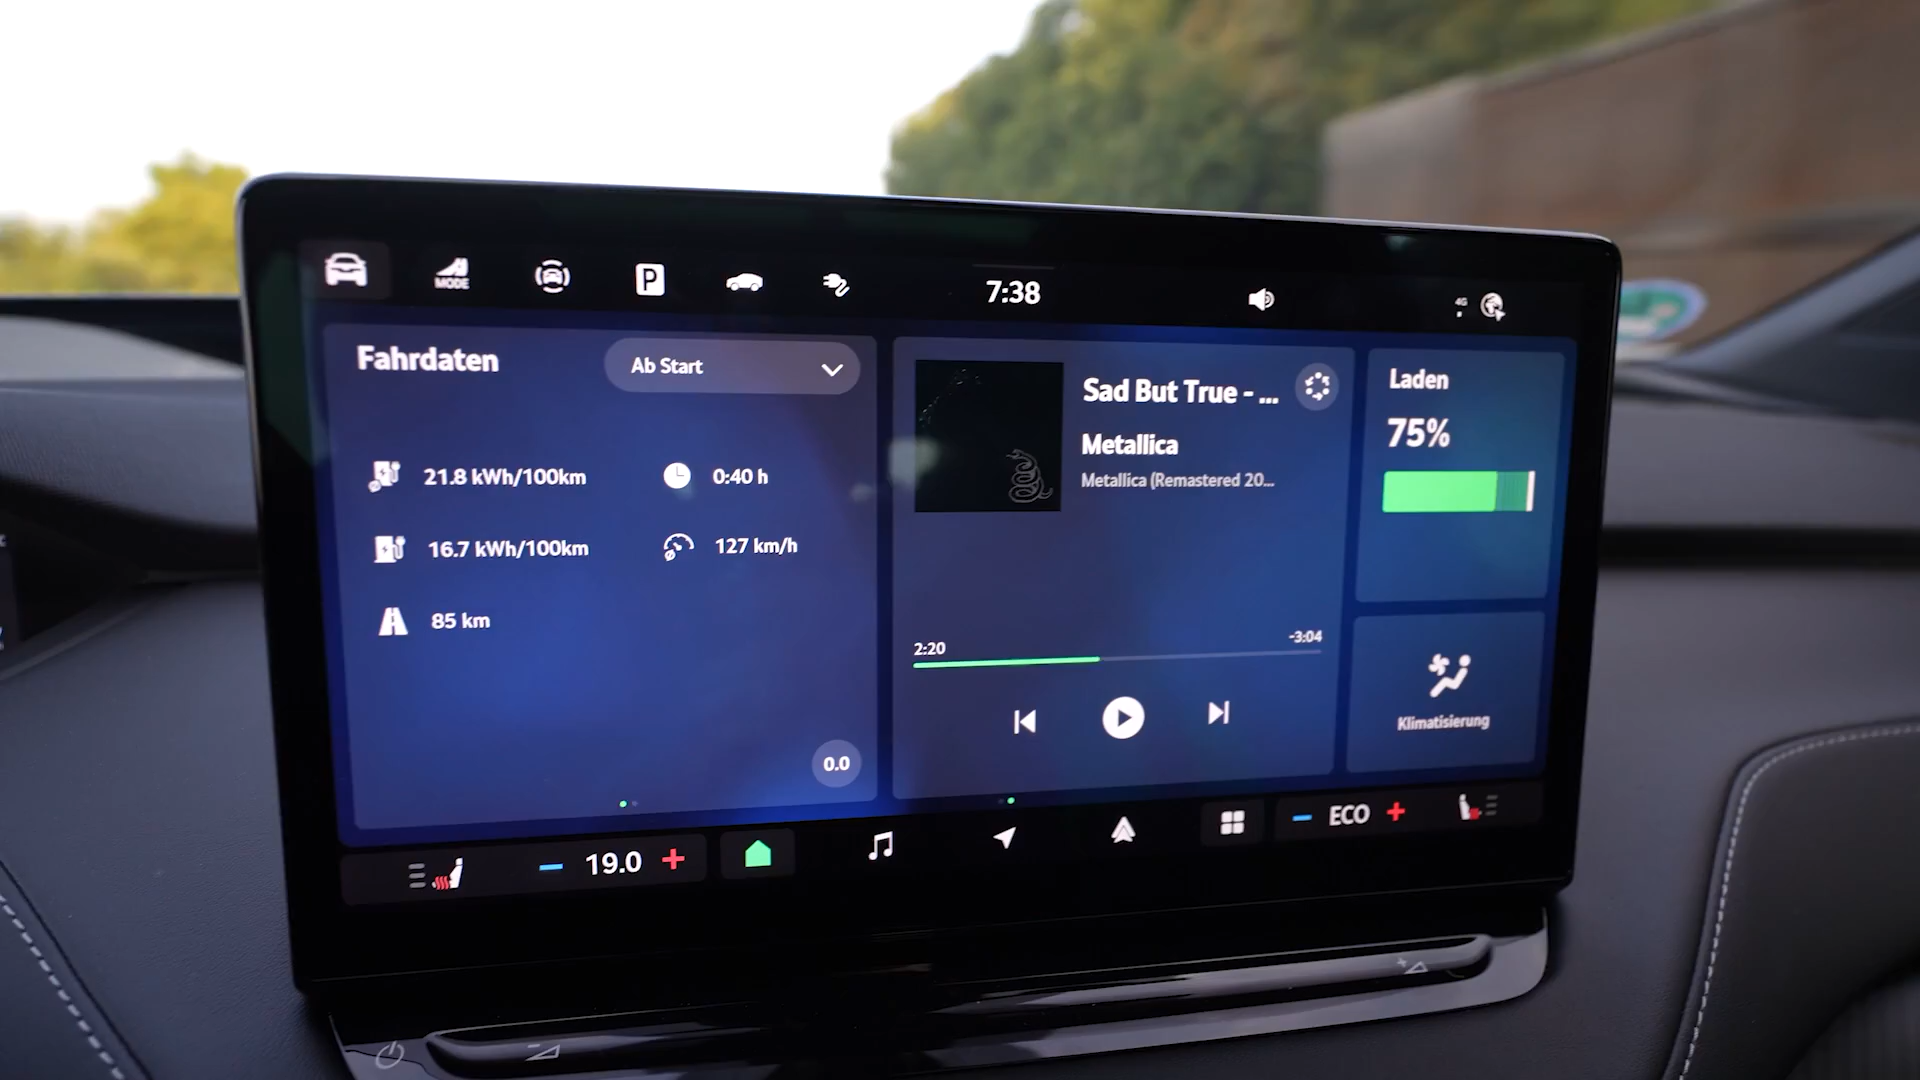 MODE
P
7:38
4G
Fahrdaten
Ab Start
21.8 kWh/100km
0:40 h
16.7 kWh/100km
127 km/h
85 km
0.0
Sad But True - ...
Metallica
Metallica (Remastered 20...
2:20
-3:04
Laden
75%
Klimatisierung
19.0
ECO